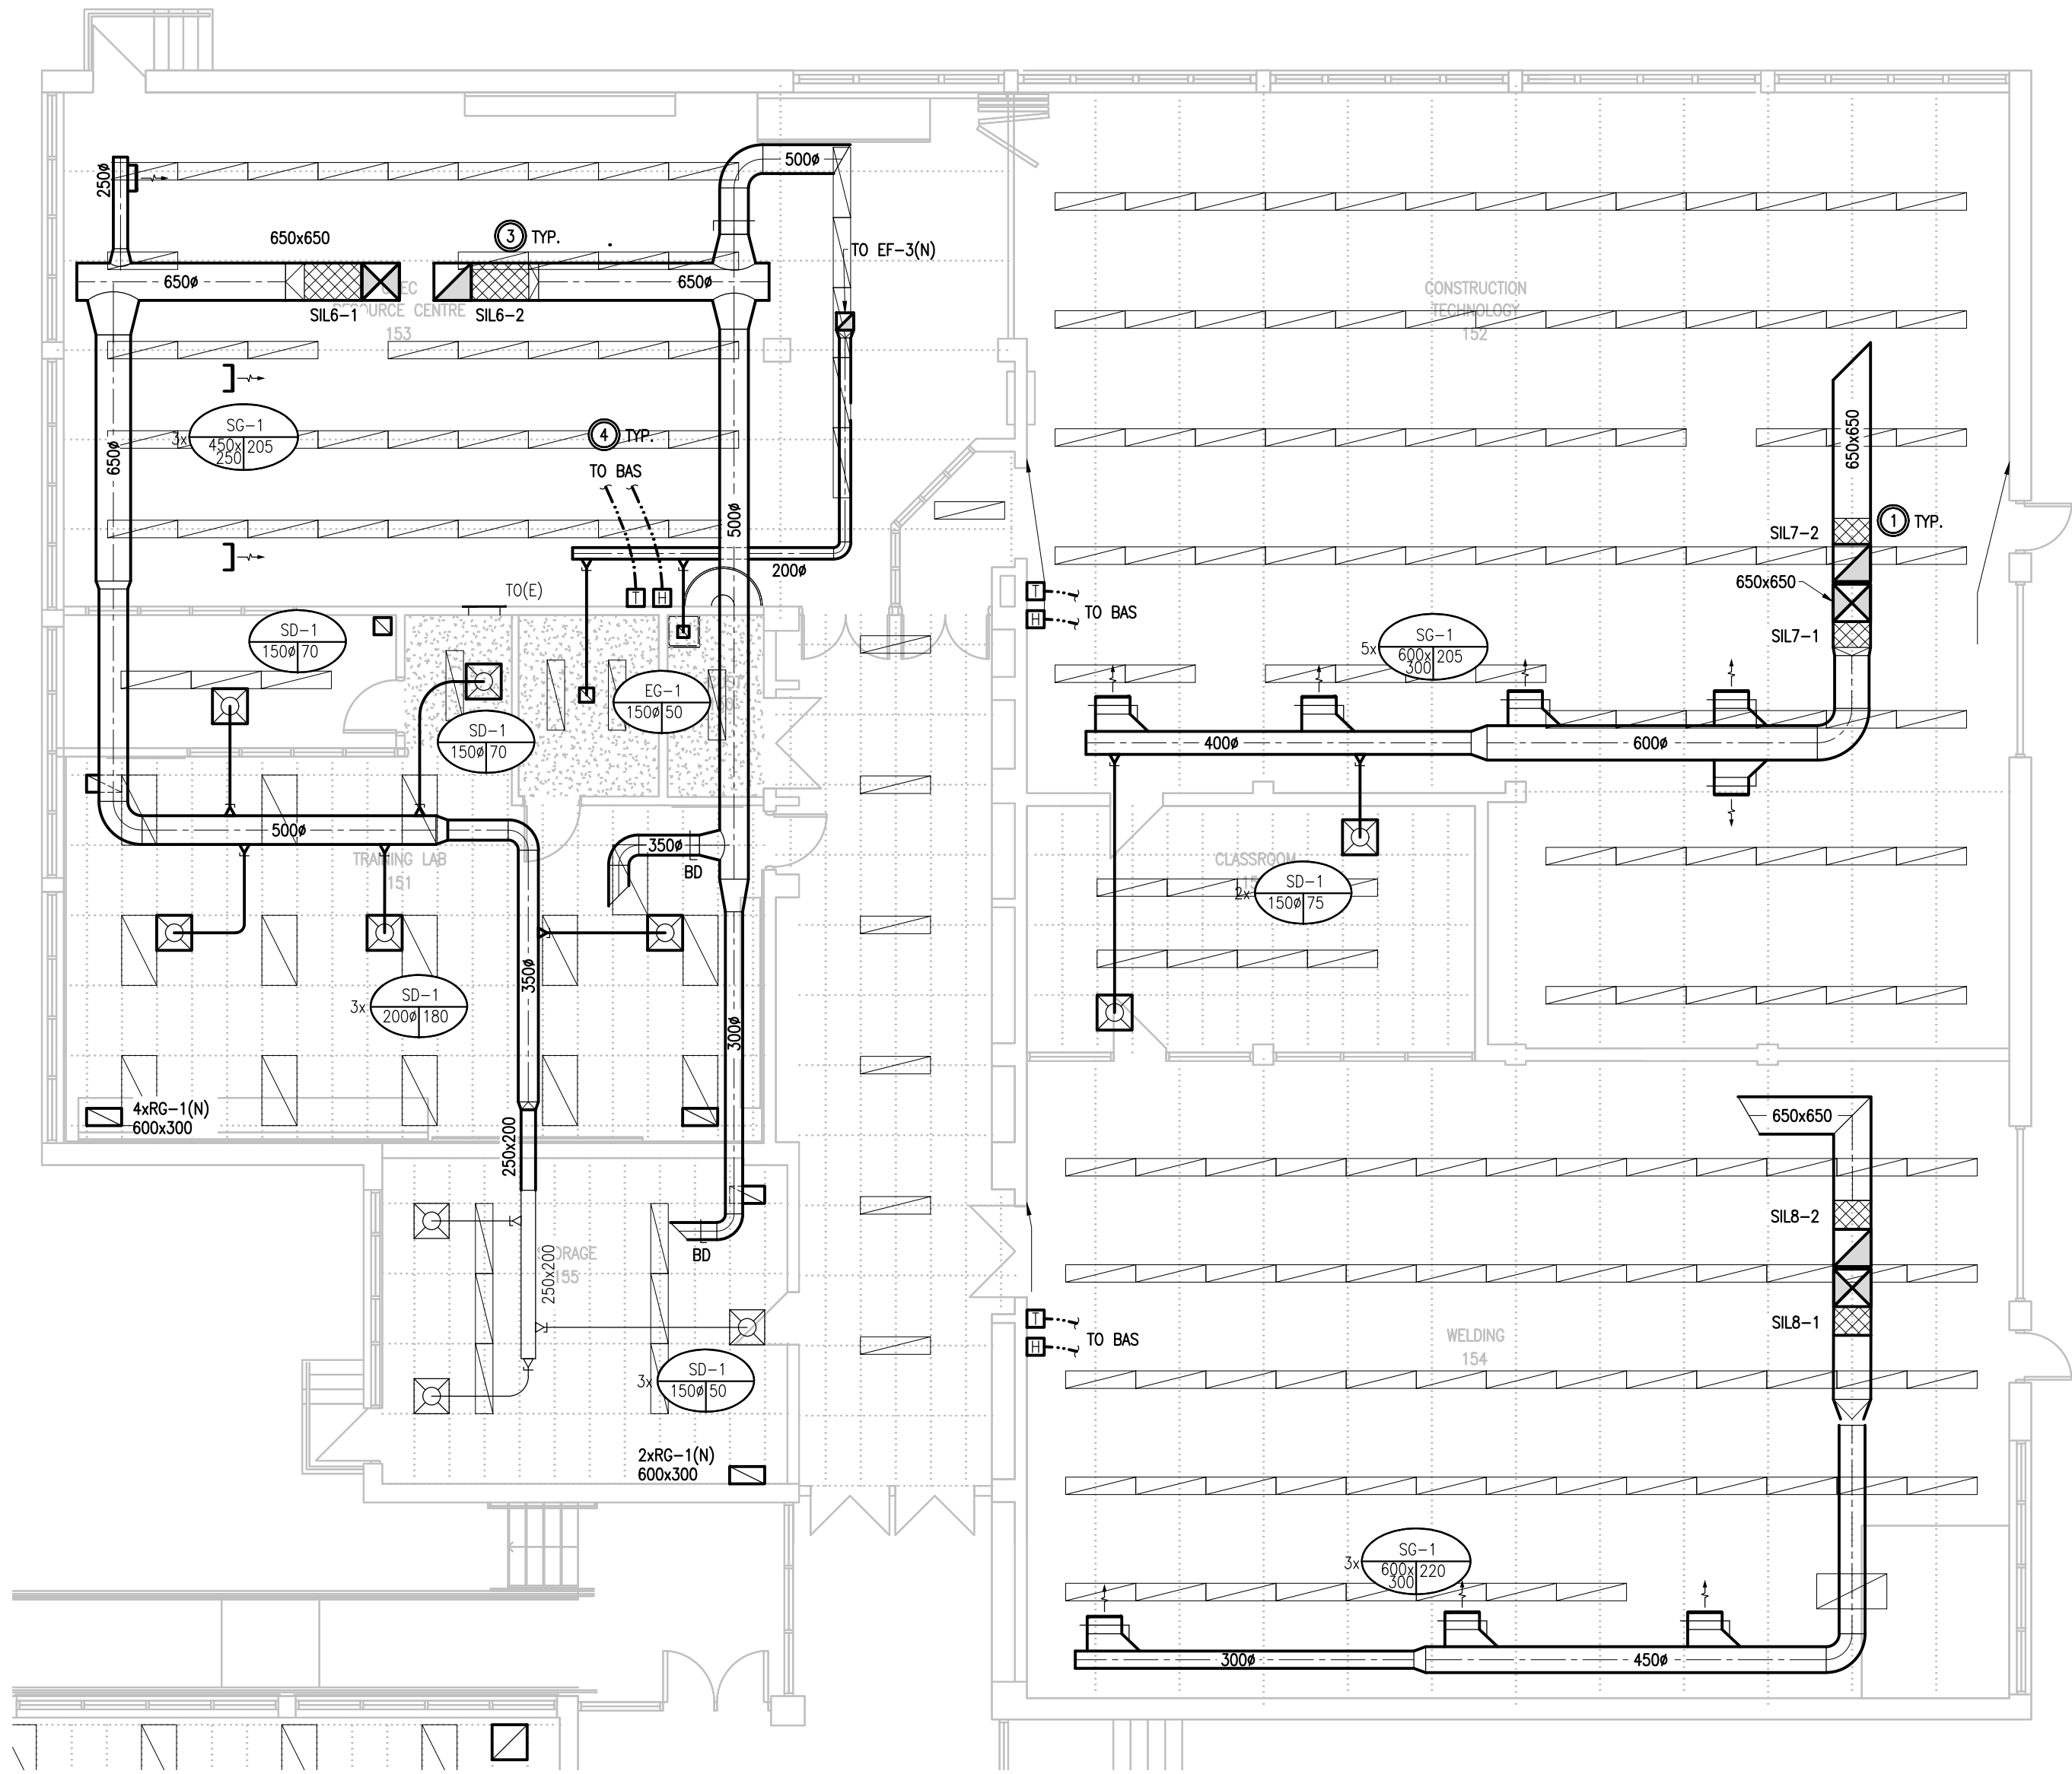 500ø
250ø
650x650
3
TYP.
TO EF-3(N)
650ø
650ø
SIL6-1
SIL6-2
RESOURCE CENTRE
153
CONSTRUCTION
TECHNOLOGY
152
SG-1
3x
450x
205
250
650ø
4
TYP.
TO BAS
500ø
200ø
650x650
1
TYP.
SIL7-2
650x650
SIL7-1
T
H
TO(E)
T
H
TO BAS
SD-1
150ø
70
SD-1
150ø
70
EG-1
150ø
50
SG-1
5x
600x
205
300
400ø
600ø
500ø
TRAINING LAB
151
350ø
BD
CLASSROOM
SD-1
2x
150ø
75
350ø
SD-1
3x
200ø
180
300ø
4xRG-1(N)
600x300
250x200
650x650
SIL8-2
BD
STORAGE
155
250x200
SIL8-1
T
H
TO BAS
WELDING
154
SD-1
3x
150ø
50
2xRG-1(N)
600x300
SG-1
3x
600x
220
300
300ø
450ø